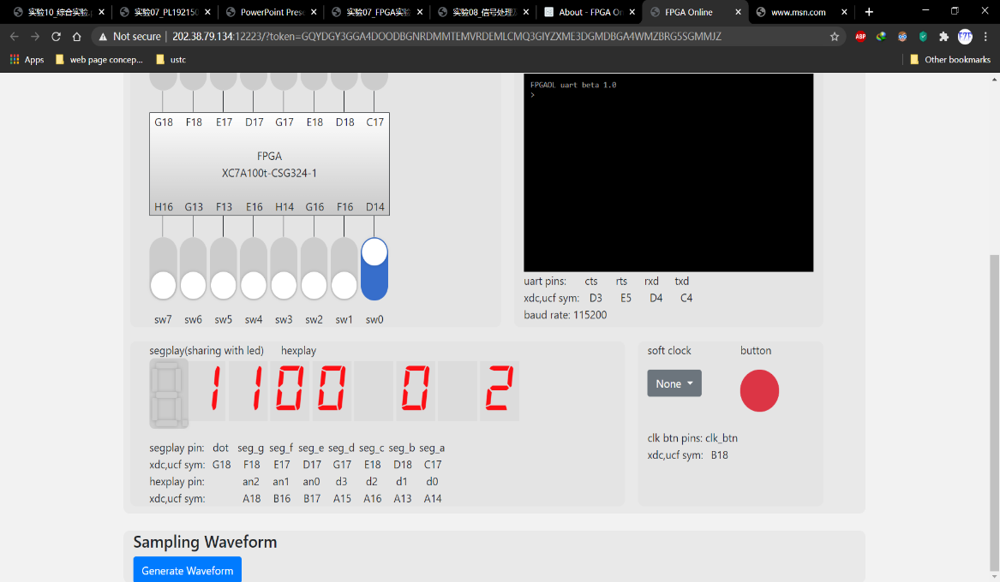 实验10_综合实验.p
实验07_PL192150
PowerPoint Pres
实验07_FPGA实验
实验08_信号处理及
About - FPGA On
FPGA Online
www.msn.com
Not secure | 202.38.79.134:12223/?token=GQYDGY3GGA4DOODBGNRDMMTEMVRDEMLCMQ3GIYZXME3DGMDBGA4WMZBRG5SGMMJZ
ABP
Apps web page concep... ustc Other bookmarks
G18 F18 E17 D17 G17 E18 D18 C17
FPGA
XC7A100t-CSG324-1
H16 G13 F13 E16 H14 G16 F16 D14
sw7 sw6 sw5 sw4 sw3 sw2 sw1 sw0
FPGAOL uart beta 1.0
>
uart pins: cts rts rxd txd
xdc,ucf sym: D3 E5 D4 C4
baud rate: 115200
segplay(sharing with led) hexplay
1 1 0 0 0 2
segplay pin: dot seg_g seg_f seg_e seg_d seg_c seg_b seg_a
xdc,ucf sym: G18 F18 E17 D17 G17 E18 D18 C17
hexplay pin: an2 an1 an0 d3 d2 d1 d0
xdc,ucf sym: A18 B16 B17 A15 A16 A13 A14
soft clock button
None
clk btn pins: clk_btn
xdc,ucf sym: B18
Sampling Waveform
Generate Waveform